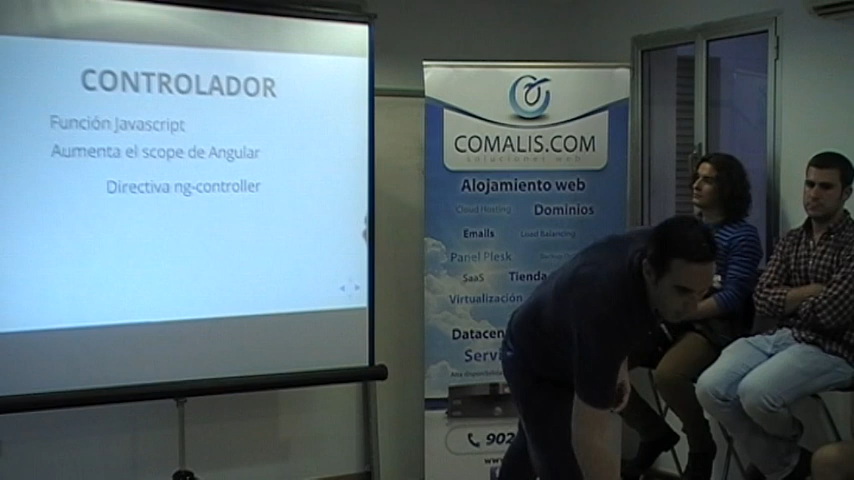 CONTROLADOR
Función Javascript
Aumenta el scope de Angular
Directiva ng-controller
COMALIS.COM
soluciones web
Alojamiento web
Cloud Hosting Dominios
Emails Load Balancing
Panel Plesk
SaaS Tienda
Virtualización
Datacen
Servi
902